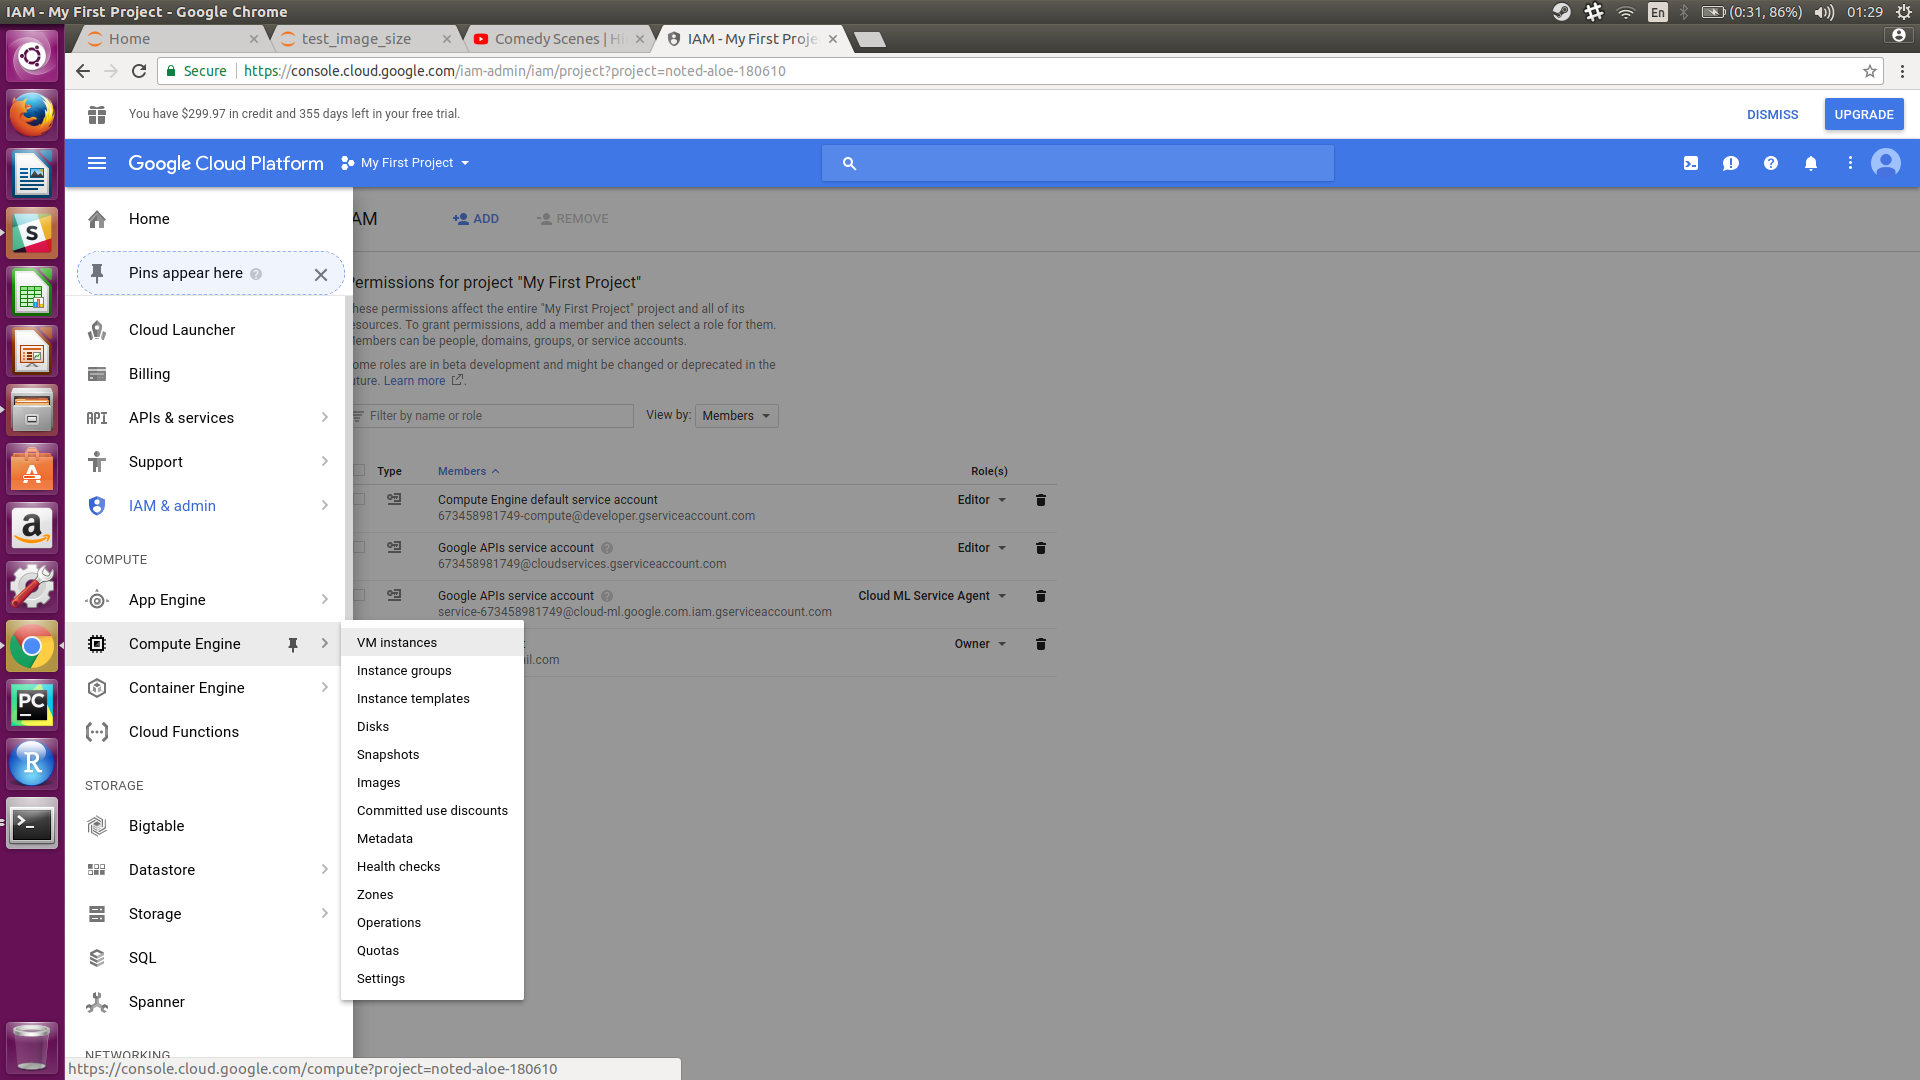 IAM - My First Project - Google Chrome
En
(0:31, 86%)
01:29
Home
test_image_size
Comedy Scenes | Hi
IAM - My First Proje
Secure
https://console.cloud.google.com/iam-admin/iam/project?project=noted-aloe-180610
You have $299.97 in credit and 355 days left in your free trial.
DISMISS
UPGRADE
Google Cloud Platform
My First Project
Home
Pins appear here
Cloud Launcher
Billing
API
APIs & services
Support
IAM & admin
COMPUTE
App Engine
Compute Engine
Container Engine
Cloud Functions
STORAGE
Bigtable
Datastore
Storage
SQL
Spanner
NETWORKING
VM instances
Instance groups
Instance templates
Disks
Snapshots
Images
Committed use discounts
Metadata
Health checks
Zones
Operations
Quotas
Settings
AM
ADD
REMOVE
ermissions for project "My First Project"
hese permissions affect the entire "My First Project" project and all of its
esources. To grant permissions, add a member and then select a role for them.
Members can be people, domains, groups, or service accounts.
ome roles are in beta development and might be changed or deprecated in the
uture. Learn more
Filter by name or role
View by:
Members
Type
Members
Role(s)
Compute Engine default service account
673458981749-compute@developer.gserviceaccount.com
Editor
Google APIs service account
673458981749@cloudservices.gserviceaccount.com
Editor
Google APIs service account
service-673458981749@cloud-ml.google.com.iam.gserviceaccount.com
Cloud ML Service Agent
ail.com
Owner
https://console.cloud.google.com/compute?project=noted-aloe-180610